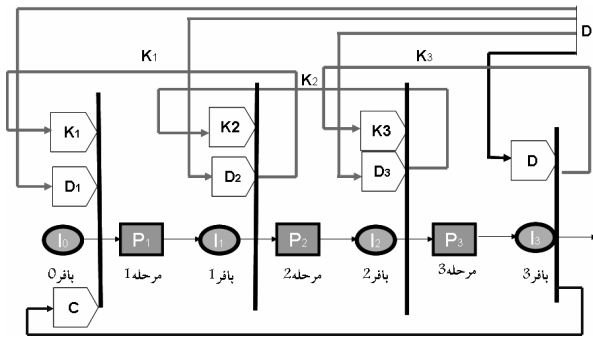 D
K1
K2
K3
K1
K2
K3
D
D1
D2
D3
I0
P1
I1
P2
I2
P3
I3
بافر0
مرحله1
بافر1
مرحله2
بافر2
مرحله3
بافر3
C